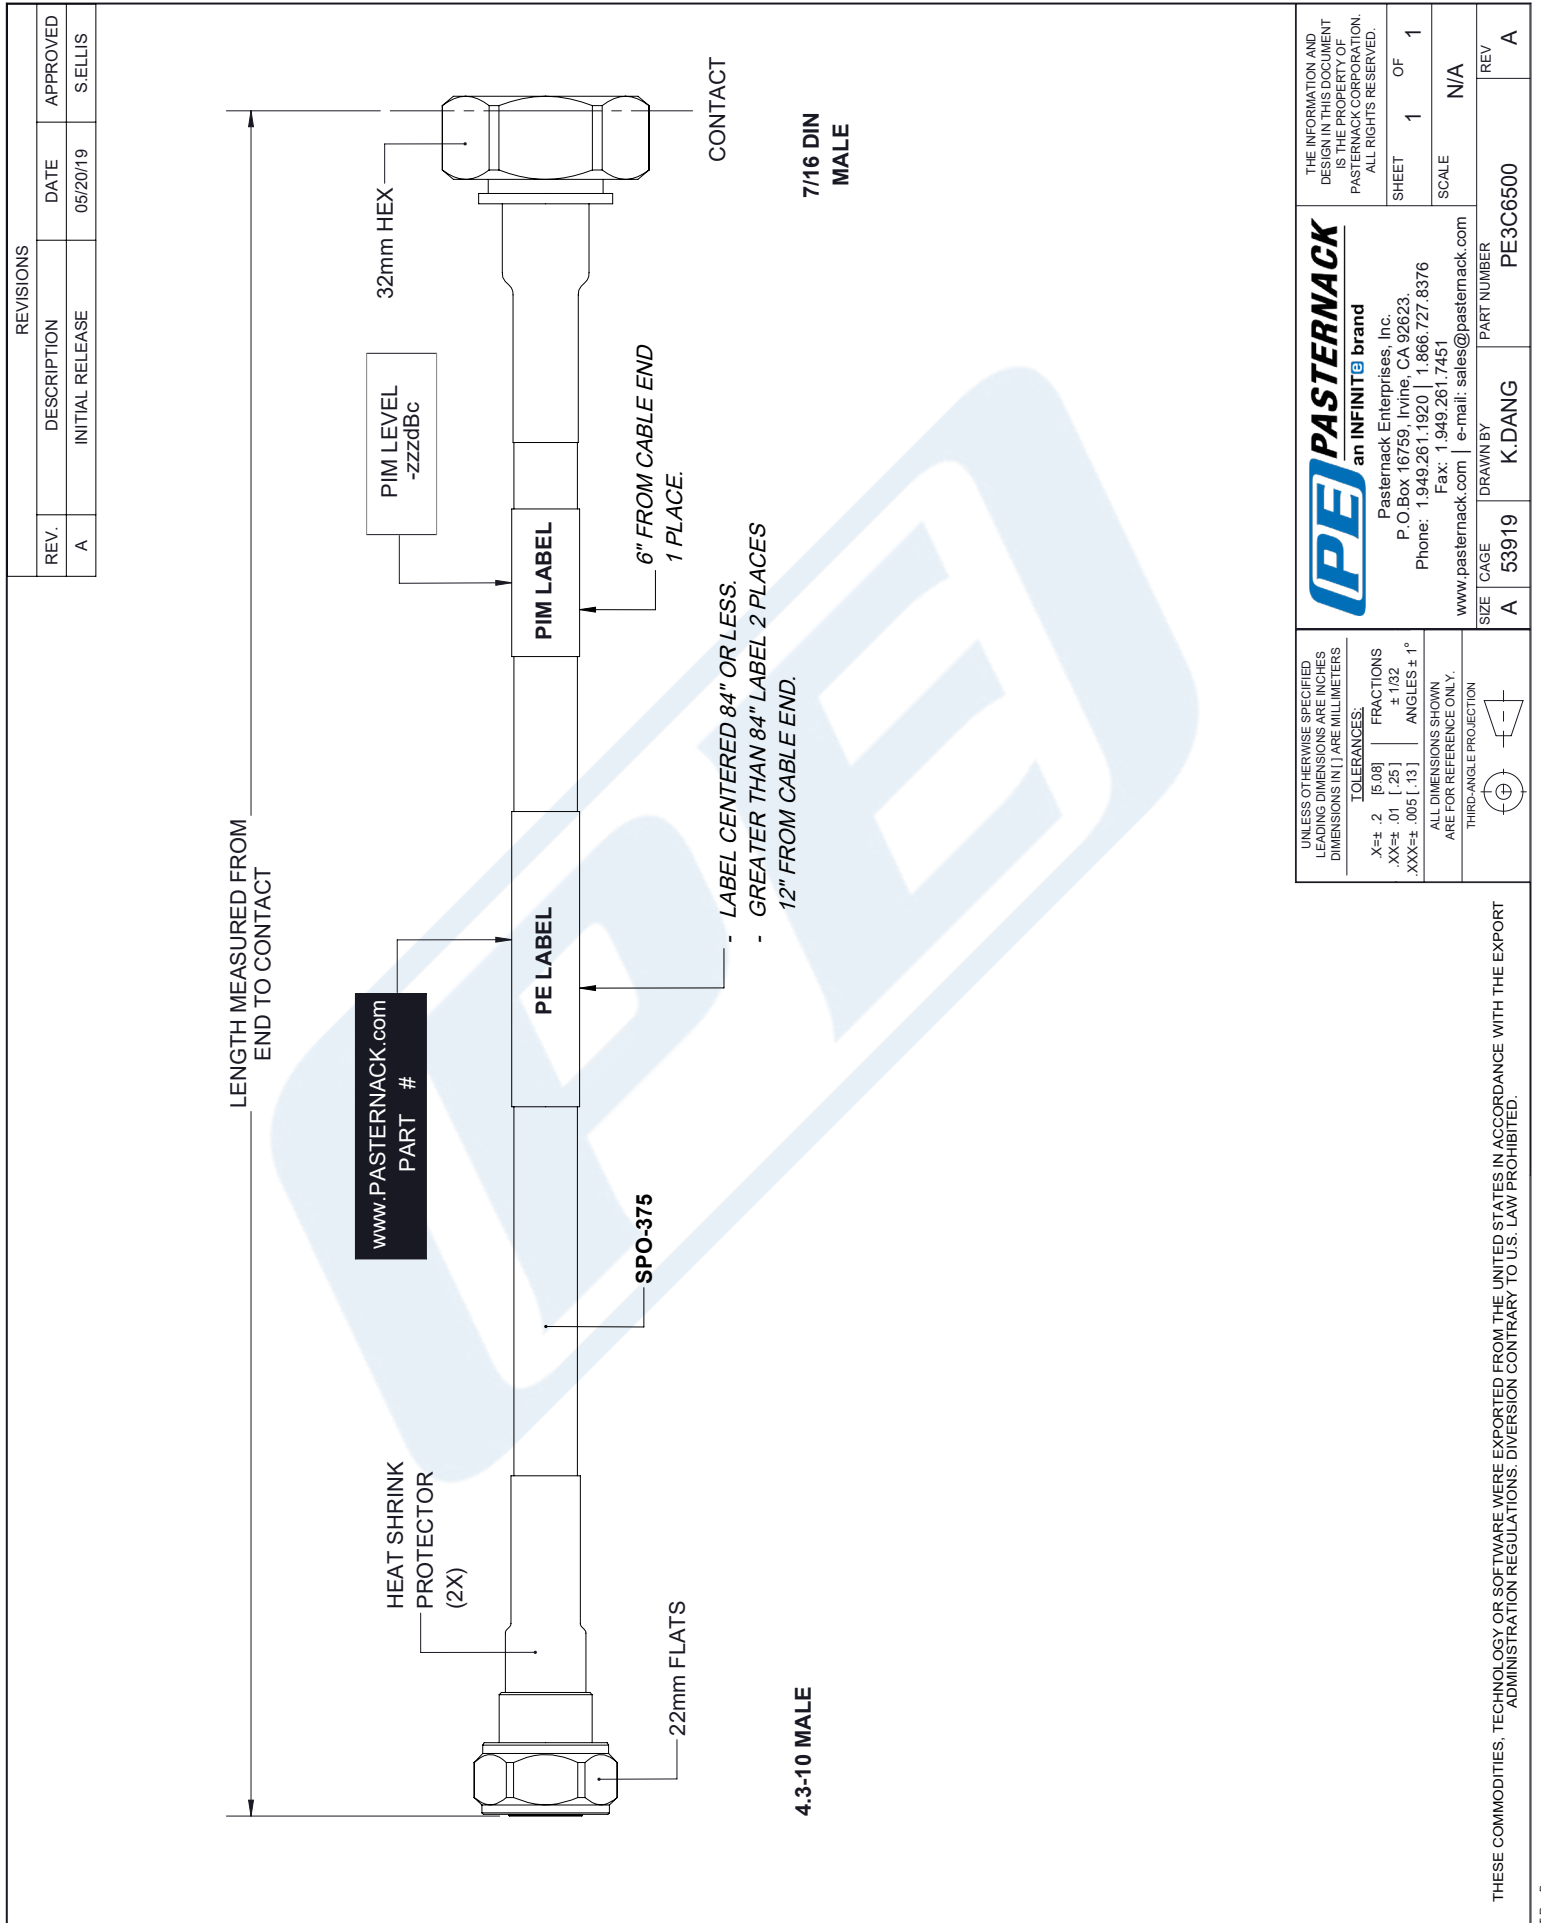 REVISIONS
REV. DESCRIPTION DATE APPROVED
A INITIAL RELEASE 05/20/19 S.ELLIS
LENGTH MEASURED FROM
END TO CONTACT
www.PASTERNACK.com
PART #
PIM LEVEL
-zzzdBc
32mm HEX
HEAT SHRINK
PROTECTOR
(2X)
PE LABEL
PIM LABEL
SPO-375
6" FROM CABLE END
1 PLACE.
22mm FLATS
- LABEL CENTERED 84" OR LESS.
- GREATER THAN 84" LABEL 2 PLACES
12" FROM CABLE END.
CONTACT
4.3-10 MALE
7/16 DIN
MALE
THESE COMMODITIES, TECHNOLOGY OR SOFTWARE WERE EXPORTED FROM THE UNITED STATES IN ACCORDANCE WITH THE EXPORT
ADMINISTRATION REGULATIONS. DIVERSION CONTRARY TO U.S. LAW PROHIBITED.
UNLESS OTHERWISE SPECIFIED
LEADING DIMENSIONS ARE INCHES
DIMENSIONS IN [ ] ARE MILLIMETERS
TOLERANCES:
.X=± .2 [5.08] FRACTIONS
.XX=± .01 [ .25] ± 1/32
.XXX=± .005 [ .13] ANGLES ± 1°
ALL DIMENSIONS SHOWN
ARE FOR REFERENCE ONLY.
THIRD-ANGLE PROJECTION
PE PASTERNACK
an INFINITe brand
Pasternack Enterprises, Inc.
P.O.Box 16759, Irvine, CA 92623.
Phone: 1.949.261.1920 | 1.866.727.8376
Fax: 1.949.261.7451
www.pasternack.com | e-mail: sales@pasternack.com
THE INFORMATION AND
DESIGN IN THIS DOCUMENT
IS THE PROPERTY OF
PASTERNACK CORPORATION.
ALL RIGHTS RESERVED.
SHEET 1 OF 1
SCALE N/A
SIZE A
CAGE 53919
DRAWN BY K.DANG
PART NUMBER PE3C6500
REV A
PE